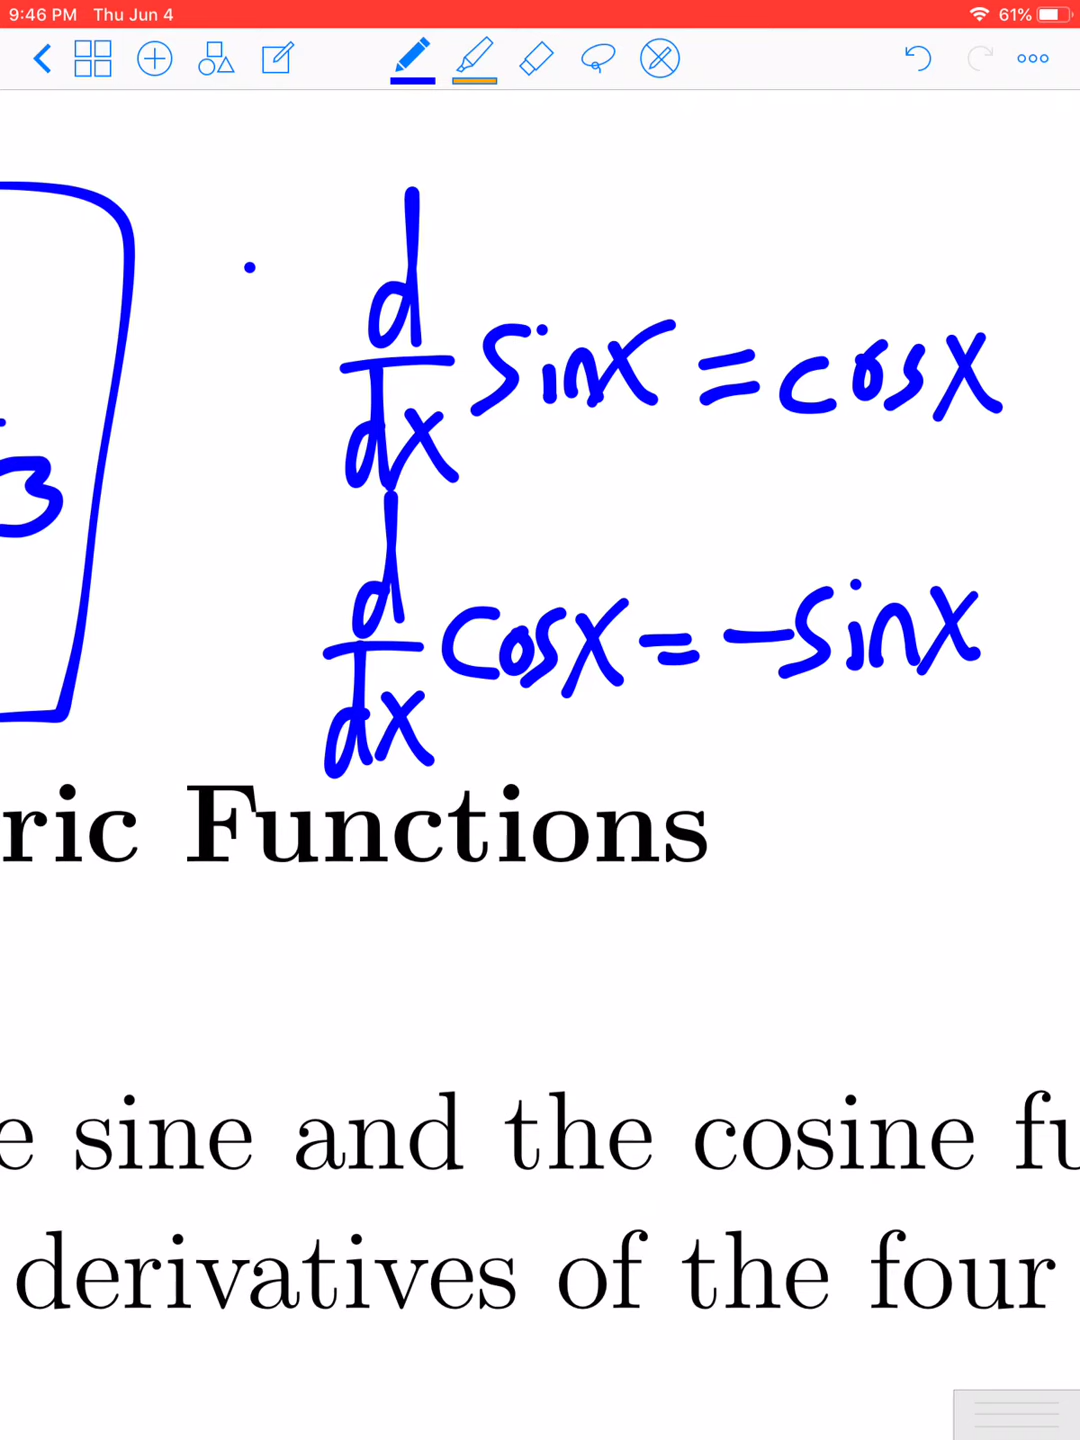 9:46 PM Thu Jun 4 61%
d/dx sinx = cosx
3
d/dx cosx = -sinx
ric Functions
e sine and the cosine fu
derivatives of the four